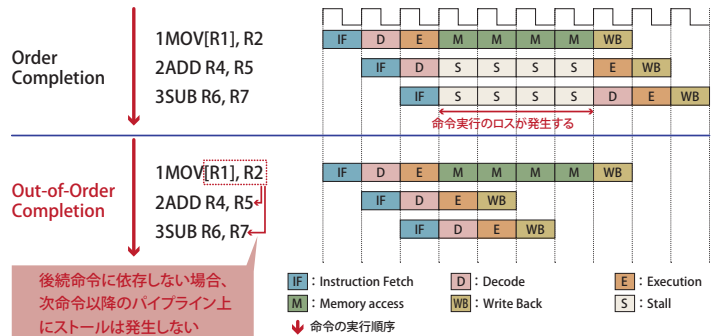 Order
Completion
1MOV[R1], R2
IF D E M M M M WB
2ADD R4, R5
IF D S S S S E WB
3SUB R6, R7
IF S S S S D E WB
命令実行のロスが発生する
Out-of-Order
Completion
1MOV[R1], R2
IF D E M M M M WB
2ADD R4, R5
IF D E WB
3SUB R6, R7
IF D E WB
後続命令に依存しない場合、
次命令以降のパイプライン上
にストールは発生しない
IF : Instruction Fetch D : Decode E : Execution
M : Memory access WB : Write Back S : Stall
命令の実行順序